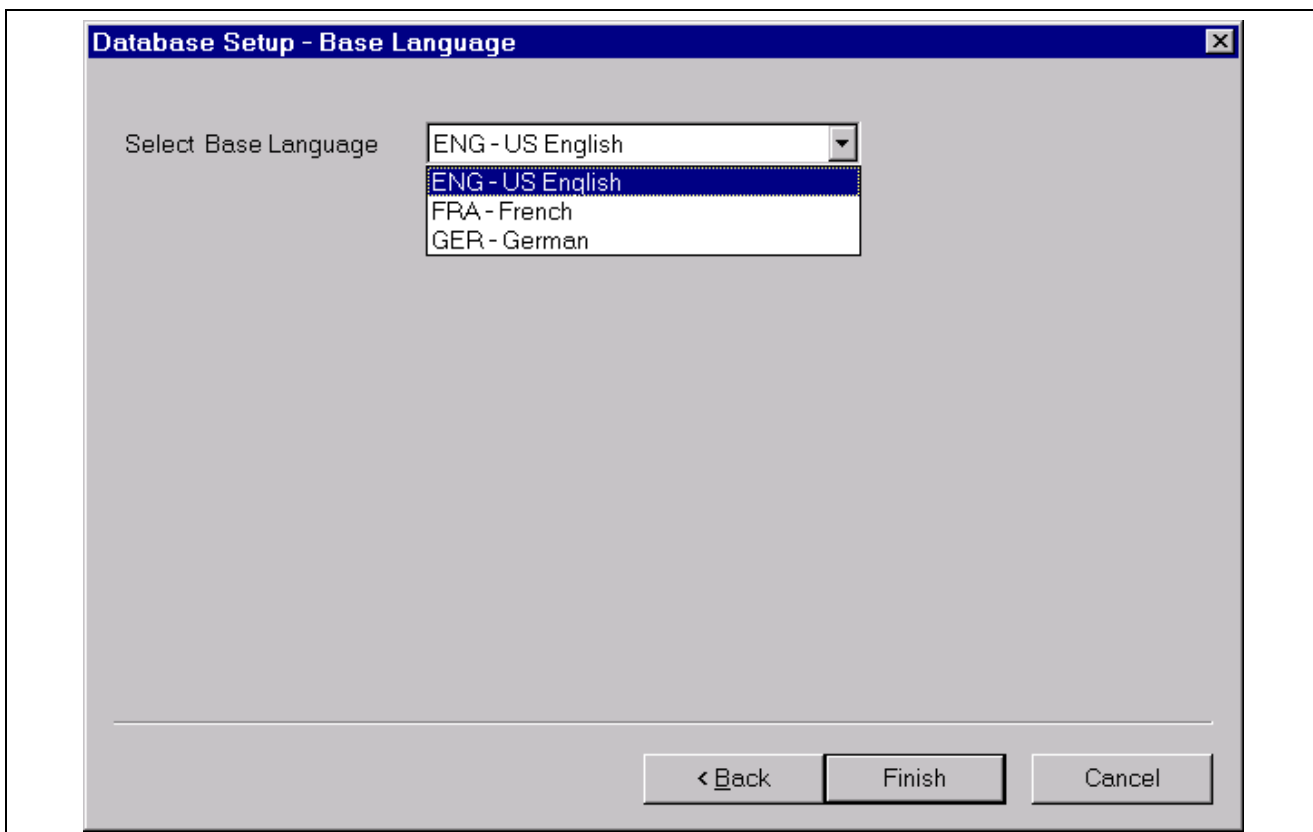 Database Setup - Base Language
Select Base Language ENG - US English
ENG - US English
FRA - French
GER - German
< Back Finish Cancel